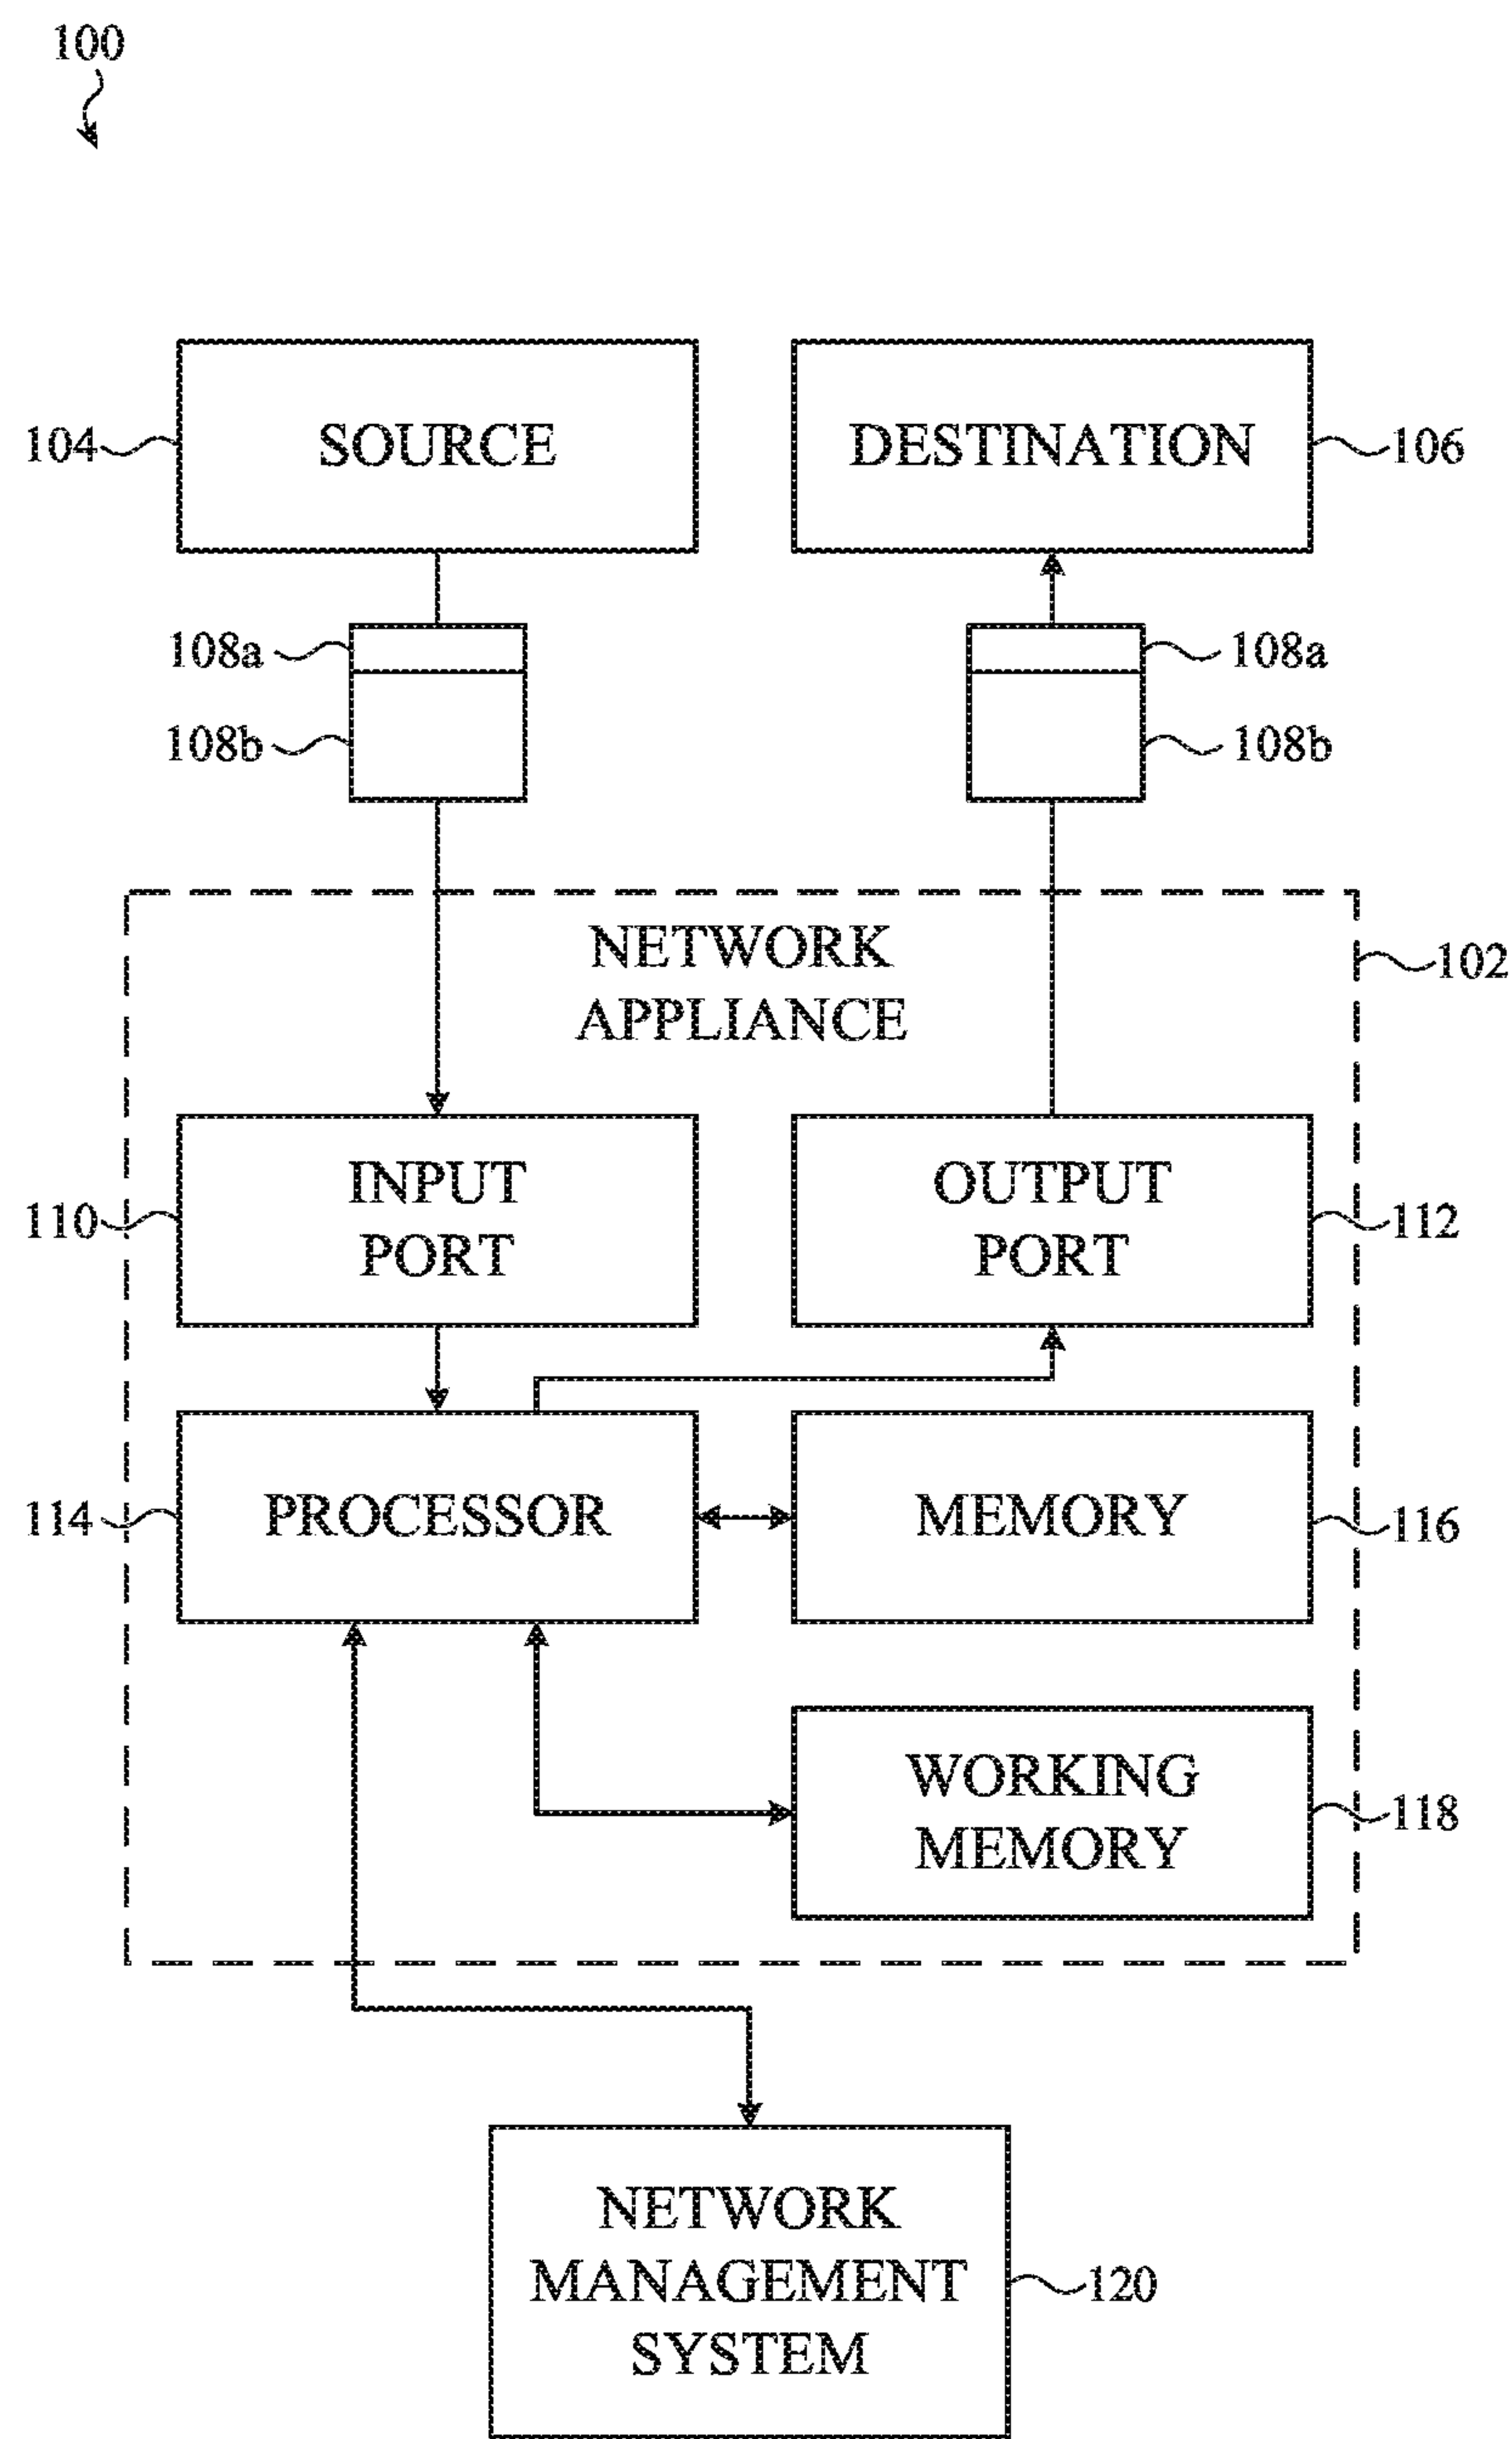 100
SOURCE
DESTINATION
104
106
108a
108a
108b
108b
NETWORK
APPLIANCE
102
INPUT
PORT
OUTPUT
PORT
110
112
PROCESSOR
MEMORY
114
116
WORKING
MEMORY
118
NETWORK
MANAGEMENT
SYSTEM
120